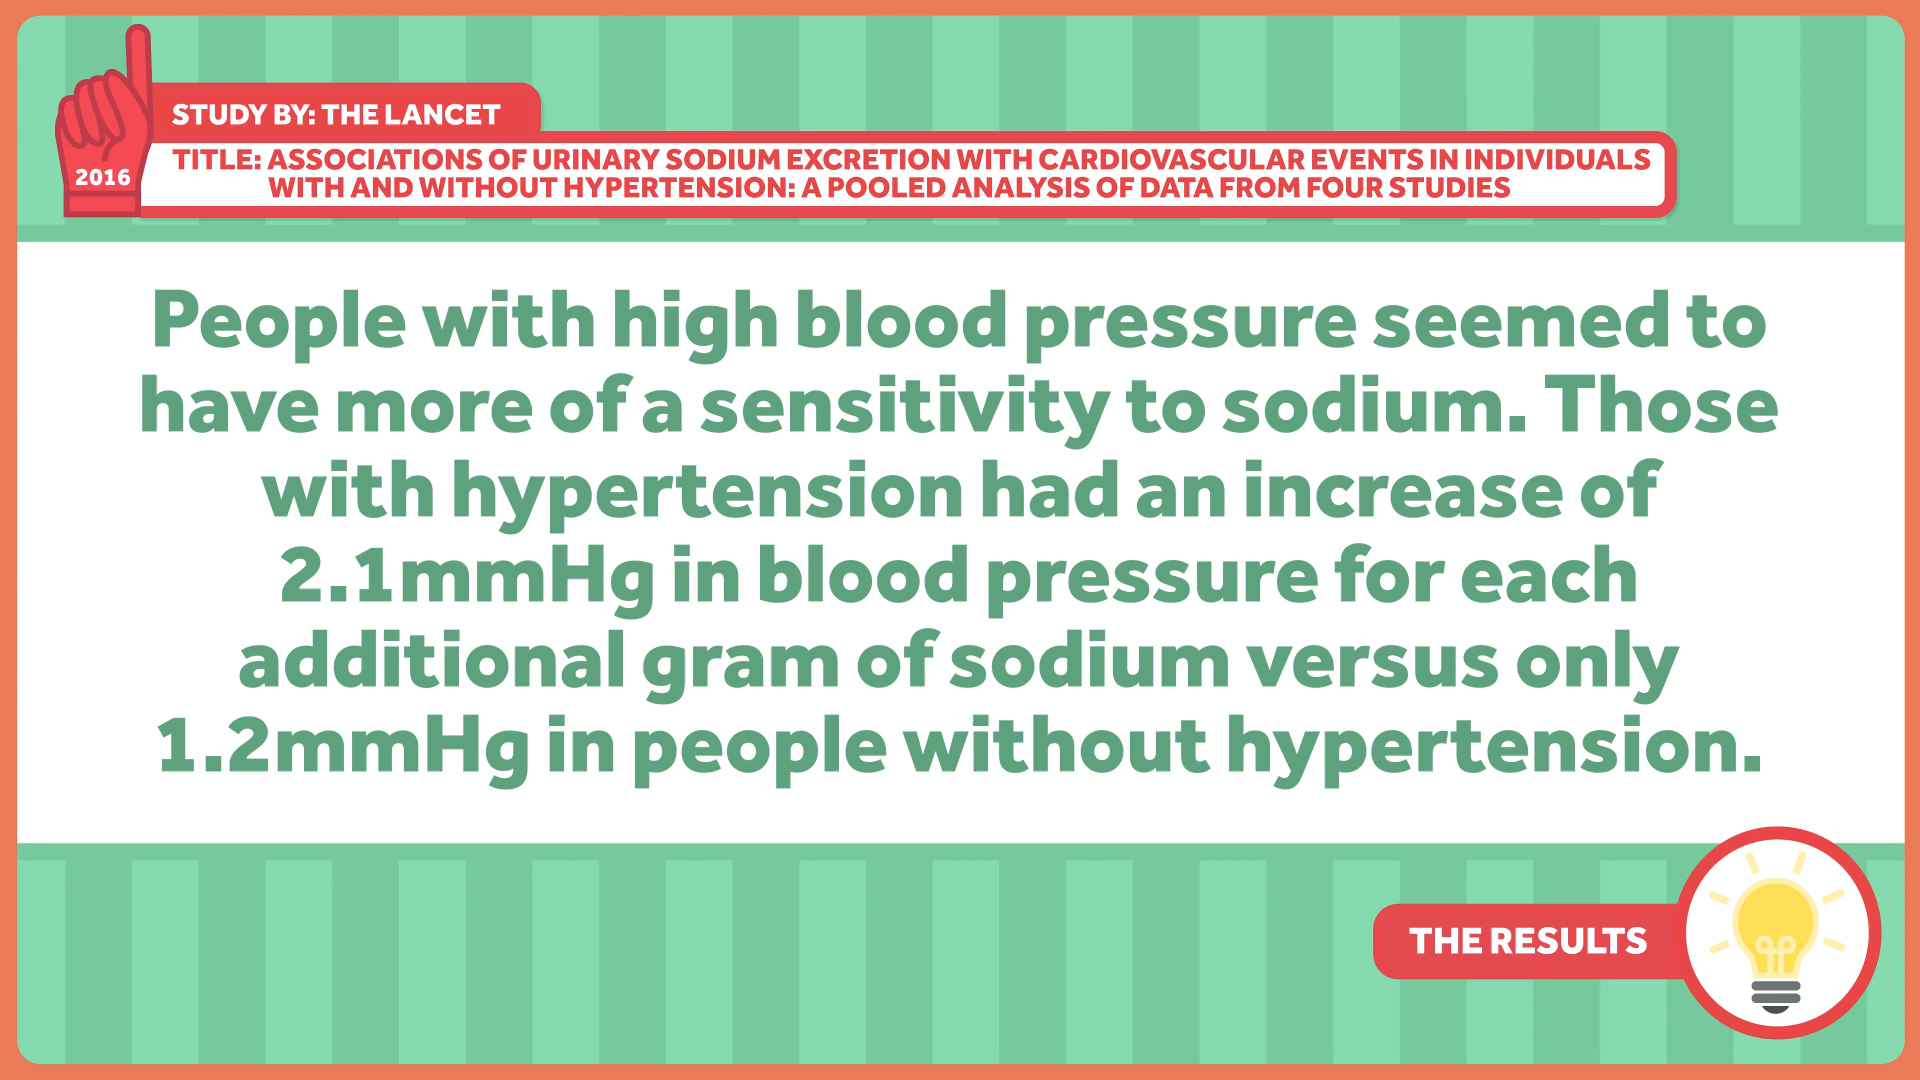 STUDY BY: THE LANCET
2016
TITLE: ASSOCIATIONS OF URINARY SODIUM EXCRETION WITH CARDIOVASCULAR EVENTS IN INDIVIDUALS
WITH AND WITHOUT HYPERTENSION: A POOLED ANALYSIS OF DATA FROM FOUR STUDIES
People with high blood pressure seemed to
have more of a sensitivity to sodium. Those
with hypertension had an increase of
2.1mmHg in blood pressure for each
additional gram of sodium versus only
1.2mmHg in people without hypertension.
THE RESULTS